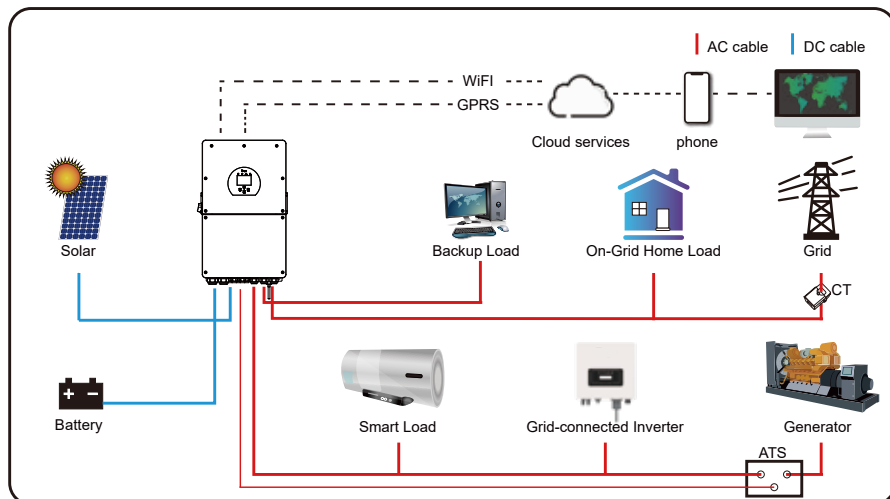 AC cable
DC cable
WiFI
GPRS
Cloud services
phone
Solar
Backup Load
On-Grid Home Load
Grid
CT
Battery
Smart Load
Grid-connected Inverter
Generator
ATS